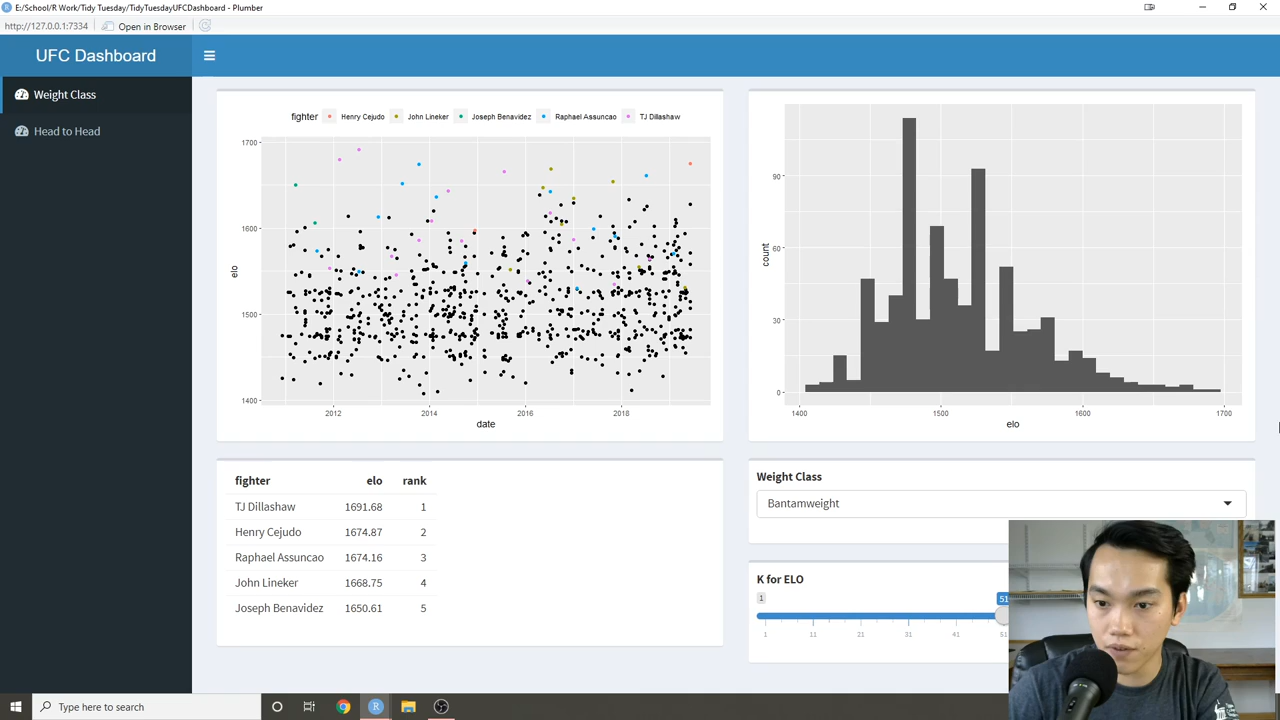 E:/School/R Work/Tidy Tuesday/TidyTuesdayUFCDashboard - Plumber
http://127.0.0.1:7334 Open in Browser
UFC Dashboard
Weight Class
Head to Head
fighter Henry Cejudo John Lineker Joseph Benavidez Raphael Assuncao TJ Dillashaw
1700
1600
1500
1400
elo
2012 2014 2016 2018
date
90
60
30
0
count
1400 1500 1600 1700
elo
fighter elo rank
TJ Dillashaw 1691.68 1
Henry Cejudo 1674.87 2
Raphael Assuncao 1674.16 3
John Lineker 1668.75 4
Joseph Benavidez 1650.61 5
Weight Class
Bantamweight
K for ELO
1 51
1 11 21 31 41 51
Type here to search